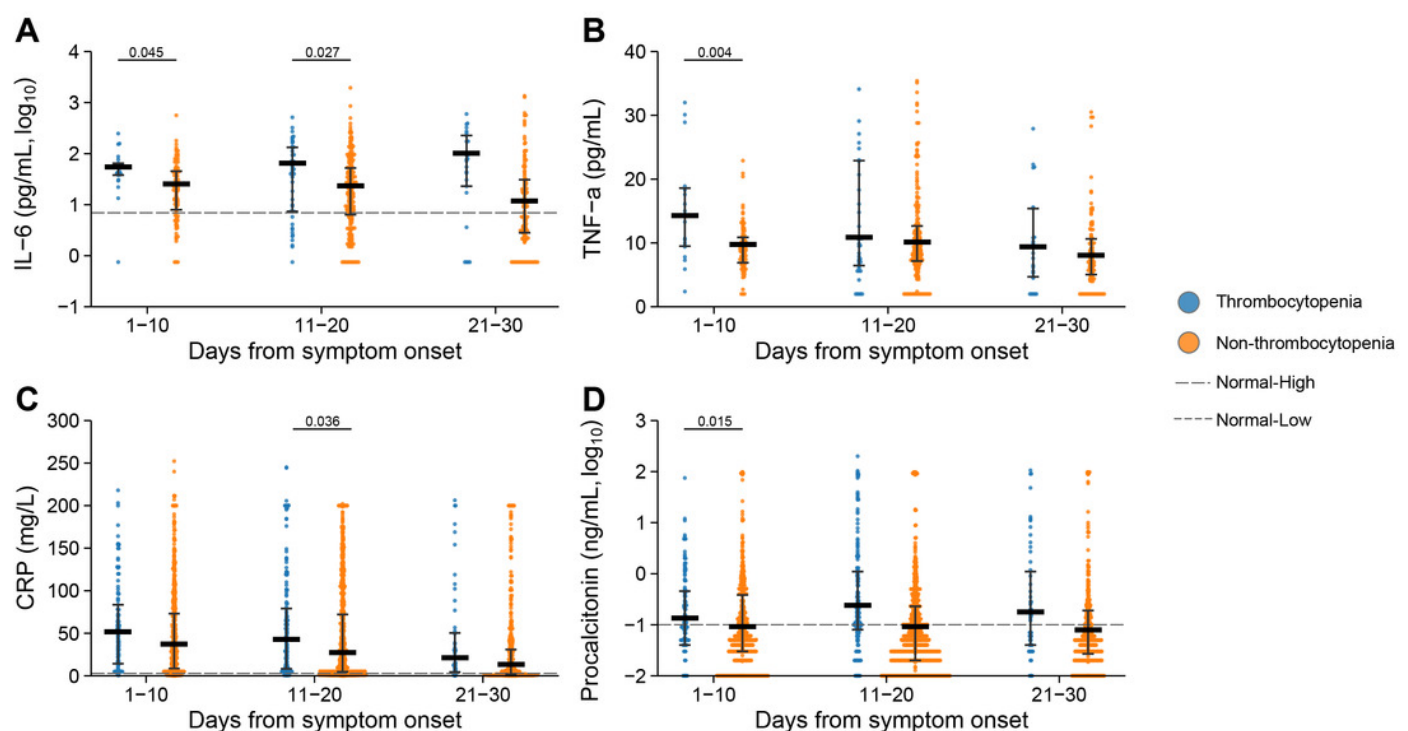 A
IL−6 (pg/mL, log10)
4
3
2
1
0
−1
0.045
0.027
1−10
11−20
21−30
Days from symptom onset
B
TNF−a (pg/mL)
40
30
20
10
0
0.004
1−10
11−20
21−30
Days from symptom onset
Thrombocytopenia
Non-thrombocytopenia
Normal-High
Normal-Low
C
CRP (mg/L)
300
250
200
150
100
50
0
0.036
1−10
11−20
21−30
Days from symptom onset
D
Procalcitonin (ng/mL, log10)
3
2
1
0
−1
−2
0.015
1−10
11−20
21−30
Days from symptom onset